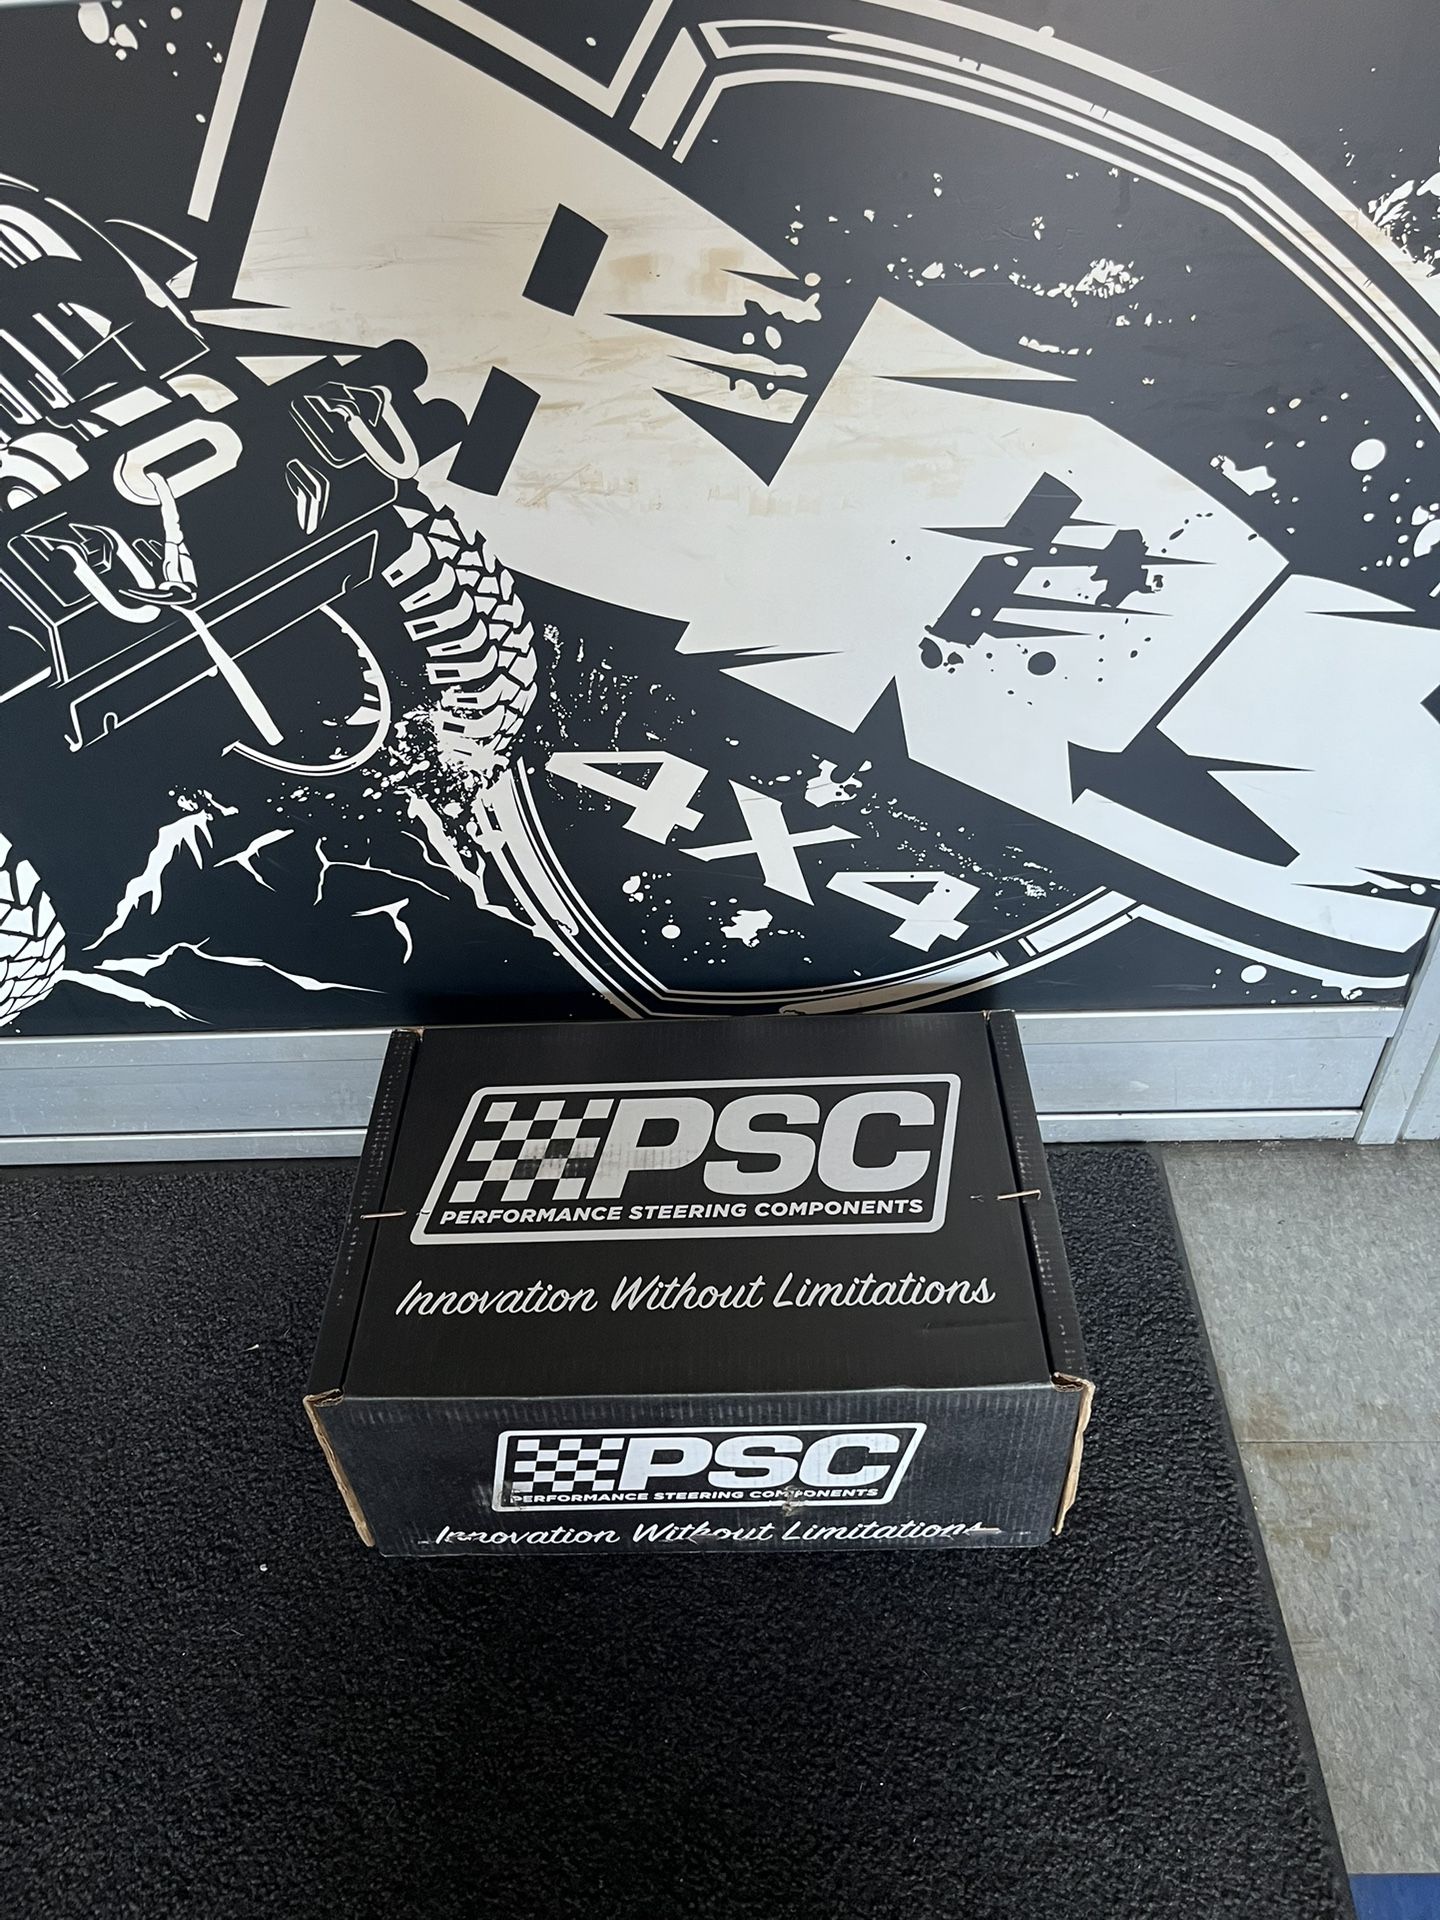 4x4
PSC
PERFORMANCE STEERING COMPONENTS
Innovation Without Limitations
PSC
PERFORMANCE STEERING COMPONENTS
Innovation Without Limitations